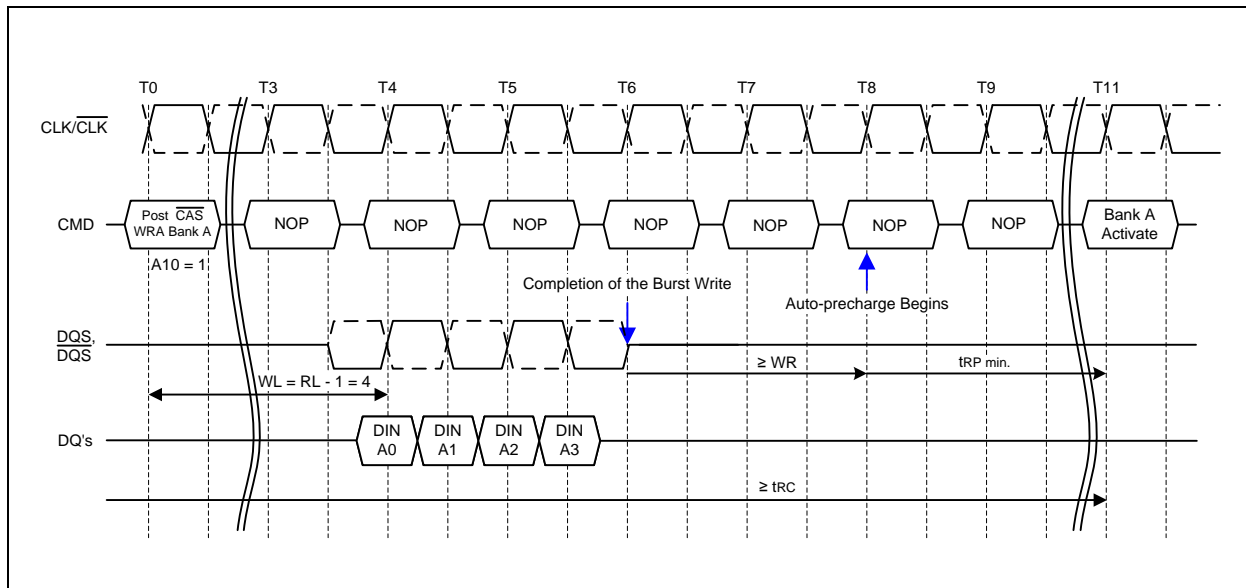 T0 T3 T4 T5 T6 T7 T8 T9 T11
CLK/CLK
CMD
Post CAS
WRA Bank A
NOP NOP NOP NOP NOP NOP NOP
Bank A
Activate
A10 = 1
Completion of the Burst Write
Auto-precharge Begins
DQS,
DQS
≥ WR
tRP min.
WL = RL - 1 = 4
DQ's
DIN
A0
DIN
A1
DIN
A2
DIN
A3
≥ tRC